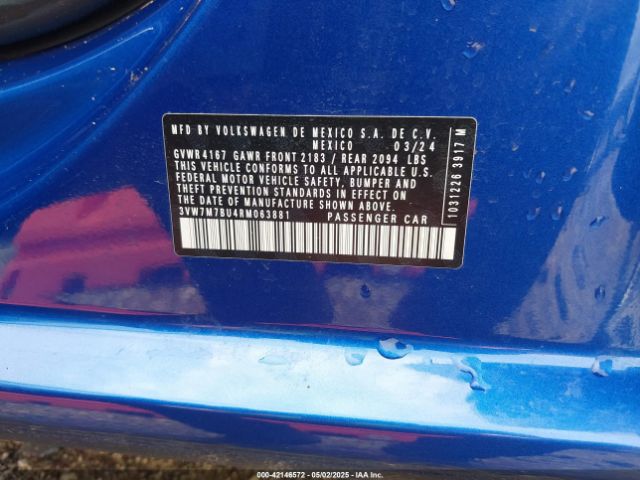 MFD BY VOLKSWAGEN DE MEXICO S.A. DE C.V.
MEXICO 03/24
GVWR4167 GAWR FRONT 2183 / REAR 2094 LBS
THIS VEHICLE CONFORMS TO ALL APPLICABLE U.S.
FEDERAL MOTOR VEHICLE SAFETY, BUMPER AND
THEFT PREVENTION STANDARDS IN EFFECT ON
THE DATE OF MANUFACTURE SHOWN ABOVE
3VW7M7BU4RM063881 PASSENGER CAR
1031226 3917 M
000-42146572 - 05/02/2025 - IAAI.COM